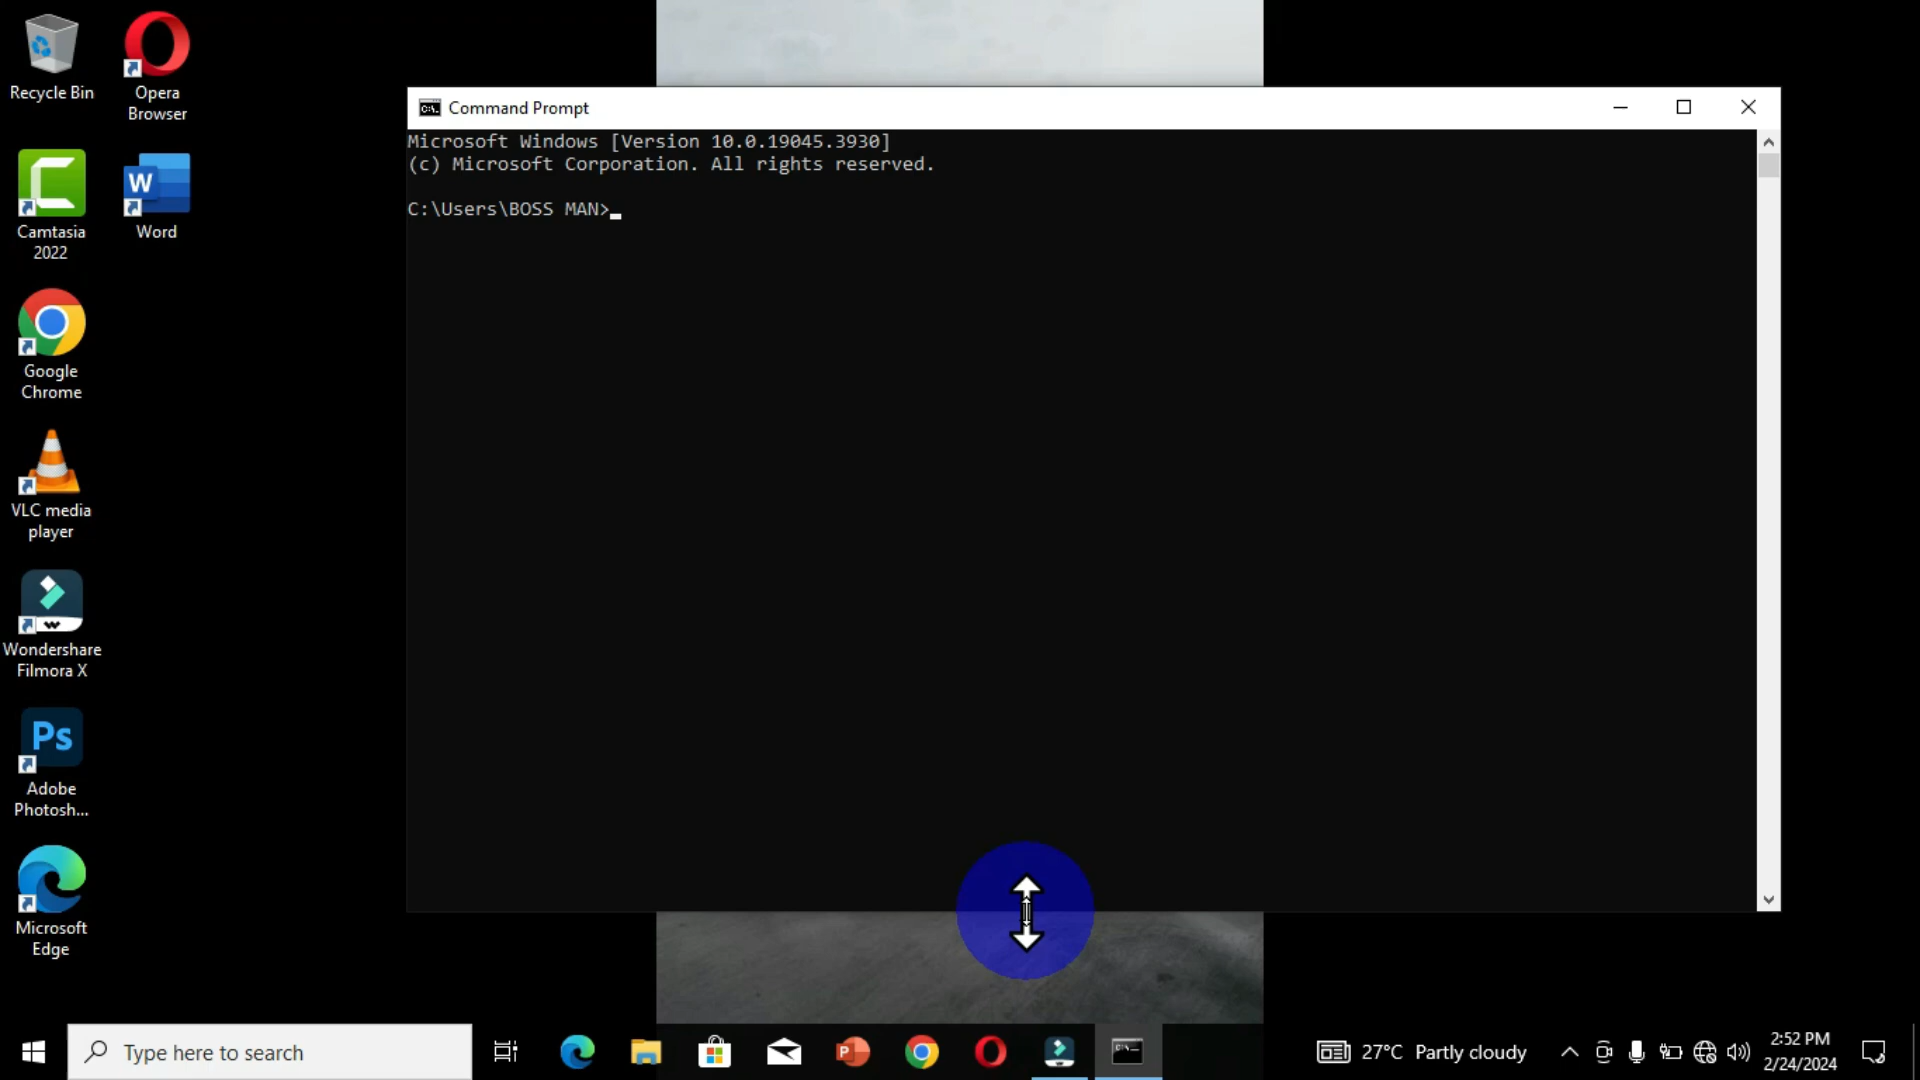 Recycle Bin
Opera
Browser
Camtasia
2022
Word
Google
Chrome
VLC media
player
Wondershare
Filmora X
Ps
Adobe
Photosh...
Microsoft
Edge
Command Prompt
Microsoft Windows [Version 10.0.19045.3930]
(c) Microsoft Corporation. All rights reserved.
C:\Users\BOSS MAN>_
Type here to search
27°C Partly cloudy
2:52 PM
2/24/2024